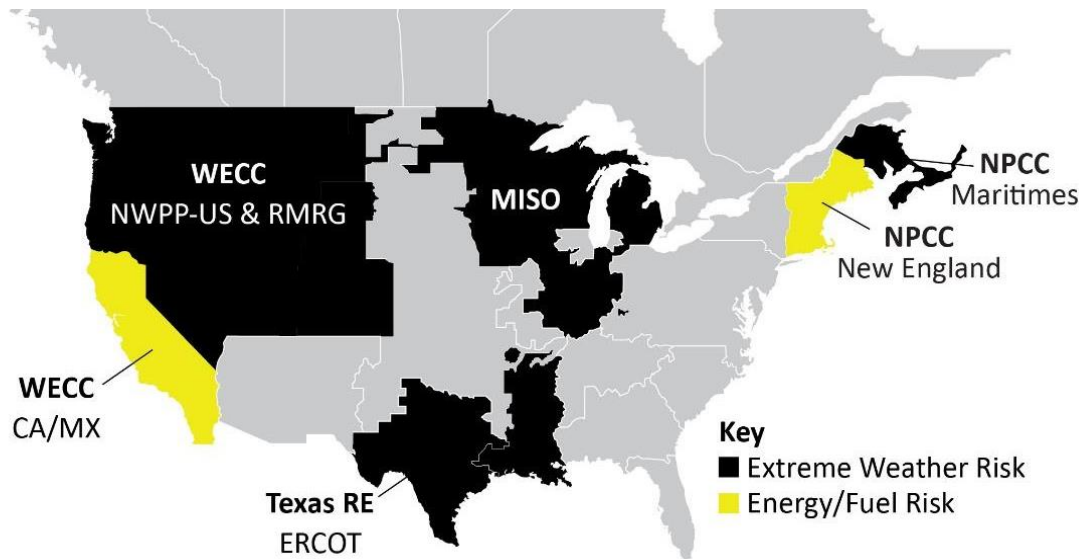 WECC
NWPP-US & RMRG
MISO
NPCC
Maritimes
NPCC
New England
WECC
CA/MX
Texas RE
ERCOT
Key
Extreme Weather Risk
Energy/Fuel Risk